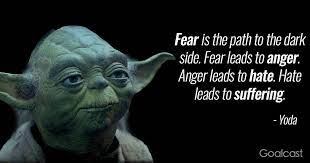 Fear is the path to the dark
side. Fear leads to anger.
Anger leads to hate. Hate
leads to suffering.
- Yoda
Goalcast